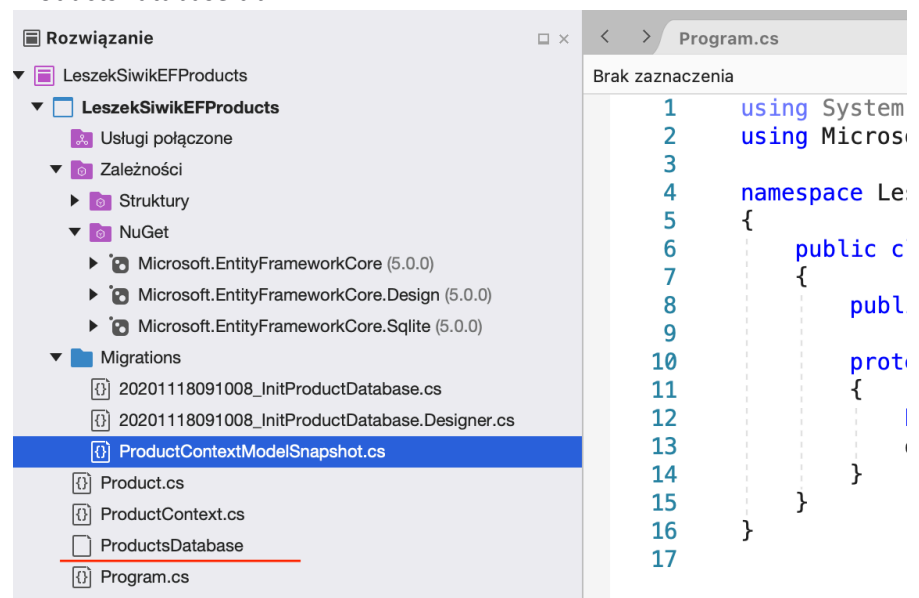 Rozwiązanie
LeszekSiwikEFProducts
LeszekSiwikEFProducts
Usługi połączone
Zależności
Struktury
NuGet
Microsoft.EntityFrameworkCore (5.0.0)
Microsoft.EntityFrameworkCore.Design (5.0.0)
Microsoft.EntityFrameworkCore.Sqlite (5.0.0)
Migrations
20201118091008_InitProductDatabase.cs
20201118091008_InitProductDatabase.Designer.cs
ProductContextModelSnapshot.cs
Product.cs
ProductContext.cs
ProductsDatabase
Program.cs
Program.cs
Brak zaznaczenia
1 using System
2 using Micros
3
4 namespace Le
5 {
6 public c
7 {
8 publ
9
10 prot
11 {
12
13
14 }
15 }
16 }
17